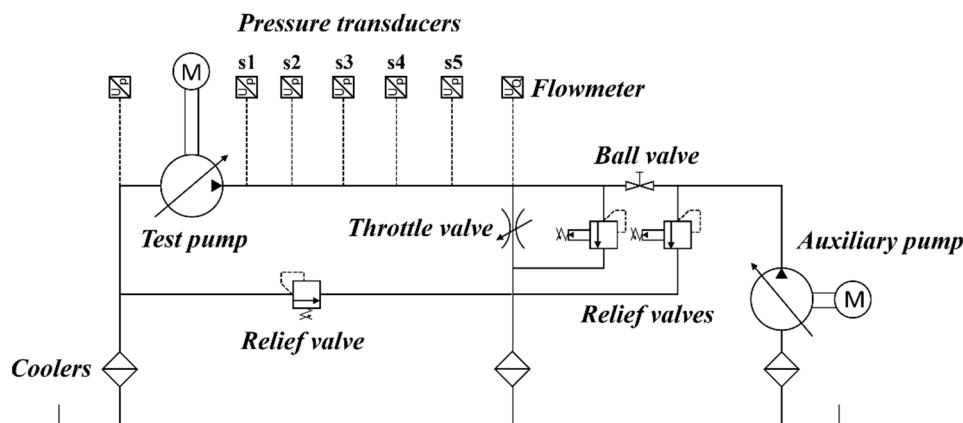 Pressure transducers
M
s1 s2 s3 s4 s5
U p U p U p U p U p U p U Q
Flowmeter
Ball valve
Throttle valve
Test pump
Auxiliary pump
M
Relief valve
Relief valves
Coolers